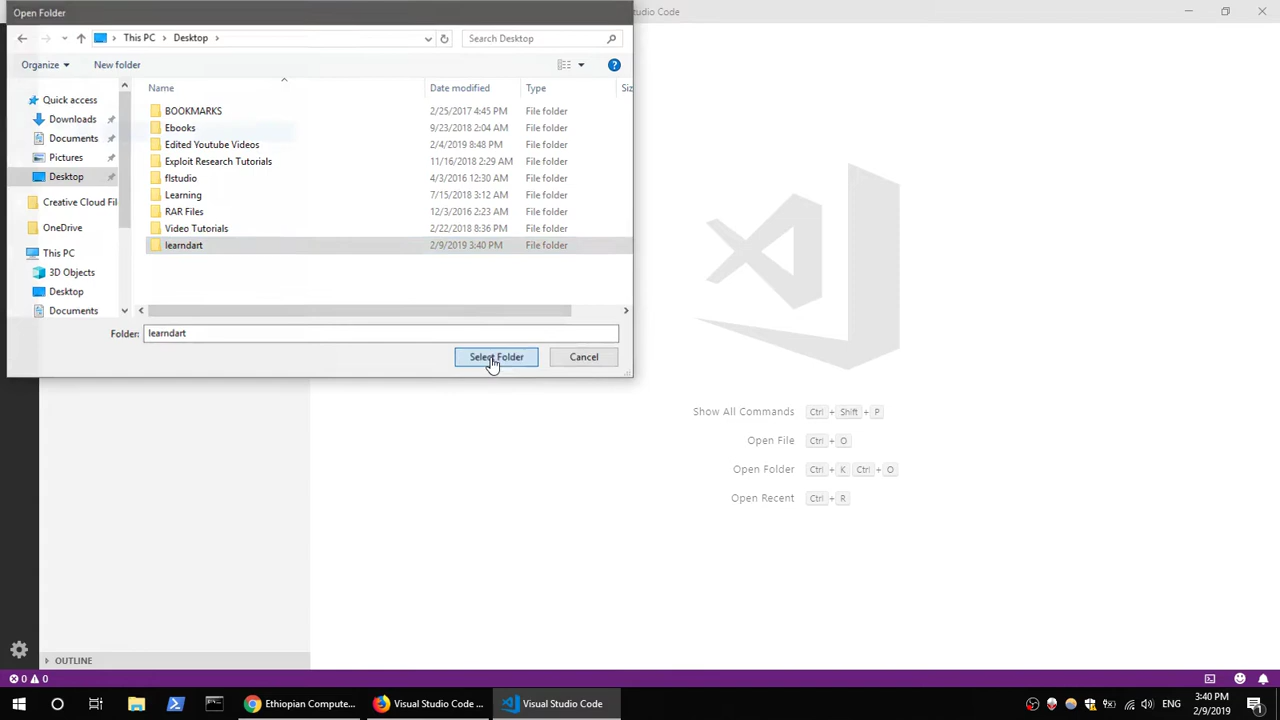 Open Folder
dio Code
This PC
Desktop
Search Desktop
Organize
New folder
Name
Date modified
Type
Siz
Quick access
Downloads
Documents
Pictures
Desktop
Creative Cloud Fil
OneDrive
This PC
3D Objects
Desktop
Documents
BOOKMARKS 2/25/2017 4:45 PM File folder
Ebooks 9/23/2018 2:04 AM File folder
Edited Youtube Videos 2/4/2019 8:48 PM File folder
Exploit Research Tutorials 11/16/2018 2:29 AM File folder
flstudio 4/3/2016 12:30 AM File folder
Learning 7/15/2018 3:12 AM File folder
RAR Files 12/3/2016 2:23 AM File folder
Video Tutorials 2/22/2018 8:36 PM File folder
learndart 2/9/2019 3:40 PM File folder
Folder: learndart
Select Folder
Cancel
Show All Commands Ctrl + Shift + P
Open File Ctrl + O
Open Folder Ctrl + K Ctrl + O
Open Recent Ctrl + R
OUTLINE
0 0
Ethiopian Compute...
Visual Studio Code ...
Visual Studio Code
ENG
3:40 PM
2/9/2019